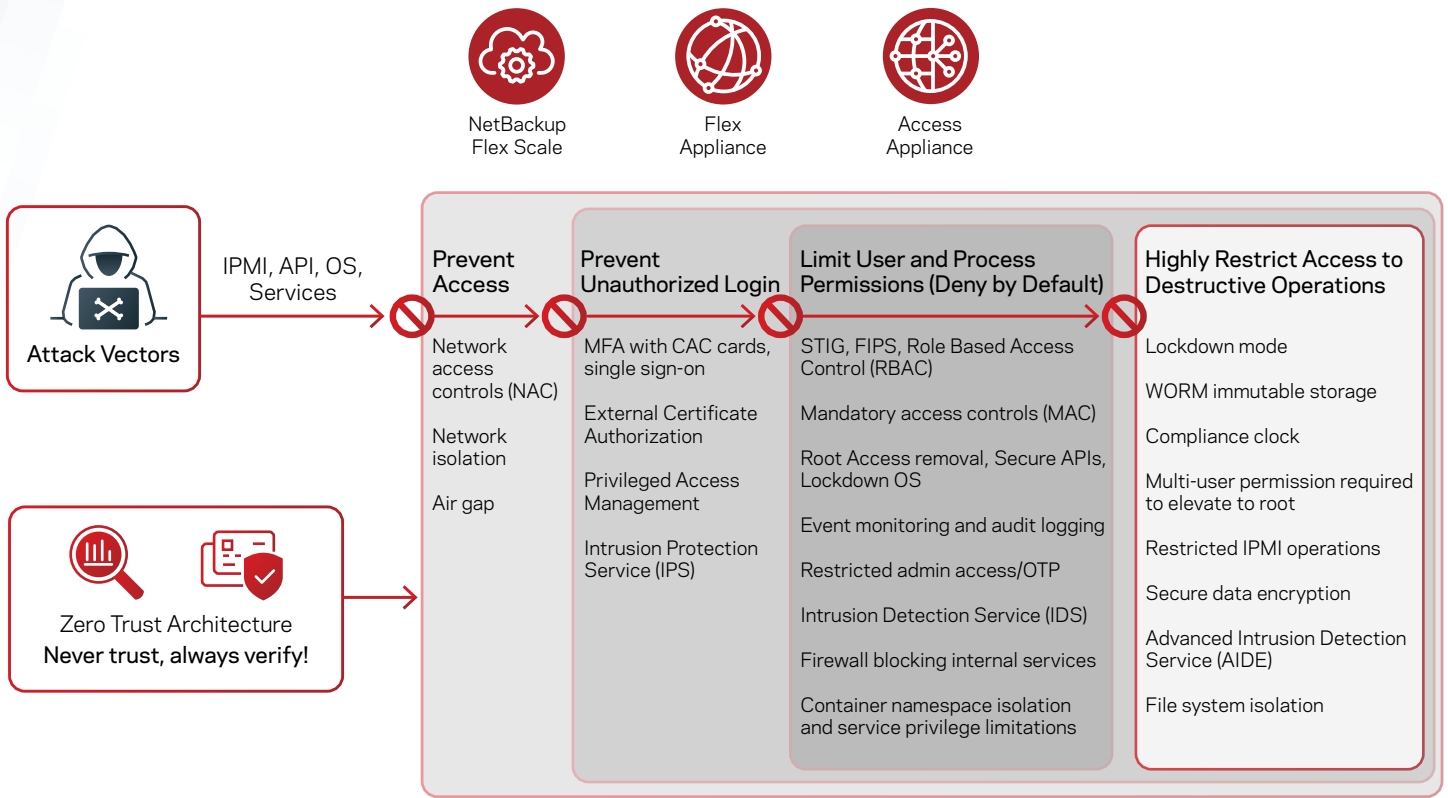 NetBackup
Flex Scale
Flex
Appliance
Access
Appliance
Attack Vectors
IPMI, API, OS,
Services
Zero Trust Architecture
Never trust, always verify!
Prevent
Access
Network
access
controls (NAC)
Network
isolation
Air gap
Prevent
Unauthorized Login
MFA with CAC cards,
single sign-on
External Certificate
Authorization
Privileged Access
Management
Intrusion Protection
Service (IPS)
Limit User and Process
Permissions (Deny by Default)
STIG, FIPS, Role Based Access
Control (RBAC)
Mandatory access controls (MAC)
Root Access removal, Secure APIs,
Lockdown OS
Event monitoring and audit logging
Restricted admin access/OTP
Intrusion Detection Service (IDS)
Firewall blocking internal services
Container namespace isolation
and service privilege limitations
Highly Restrict Access to
Destructive Operations
Lockdown mode
WORM immutable storage
Compliance clock
Multi-user permission required
to elevate to root
Restricted IPMI operations
Secure data encryption
Advanced Intrusion Detection
Service (AIDE)
File system isolation